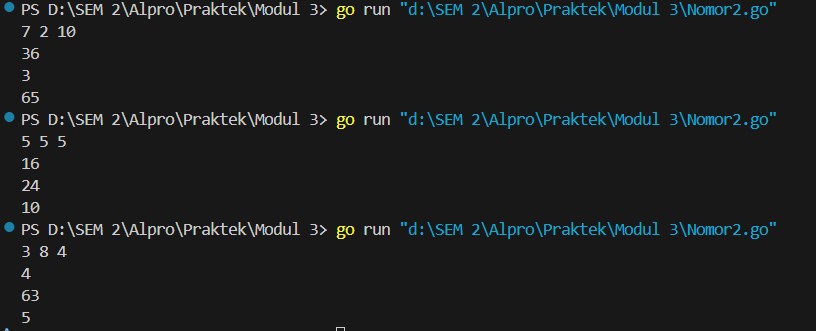 PS D:\SEM 2\Alpro\Praktek\Modul 3> go run "d:\SEM 2\Alpro\Praktek\Modul 3\Nomor2.go"
7 2 10
36
3
65
PS D:\SEM 2\Alpro\Praktek\Modul 3> go run "d:\SEM 2\Alpro\Praktek\Modul 3\Nomor2.go"
5 5 5
16
24
10
PS D:\SEM 2\Alpro\Praktek\Modul 3> go run "d:\SEM 2\Alpro\Praktek\Modul 3\Nomor2.go"
3 8 4
4
63
5